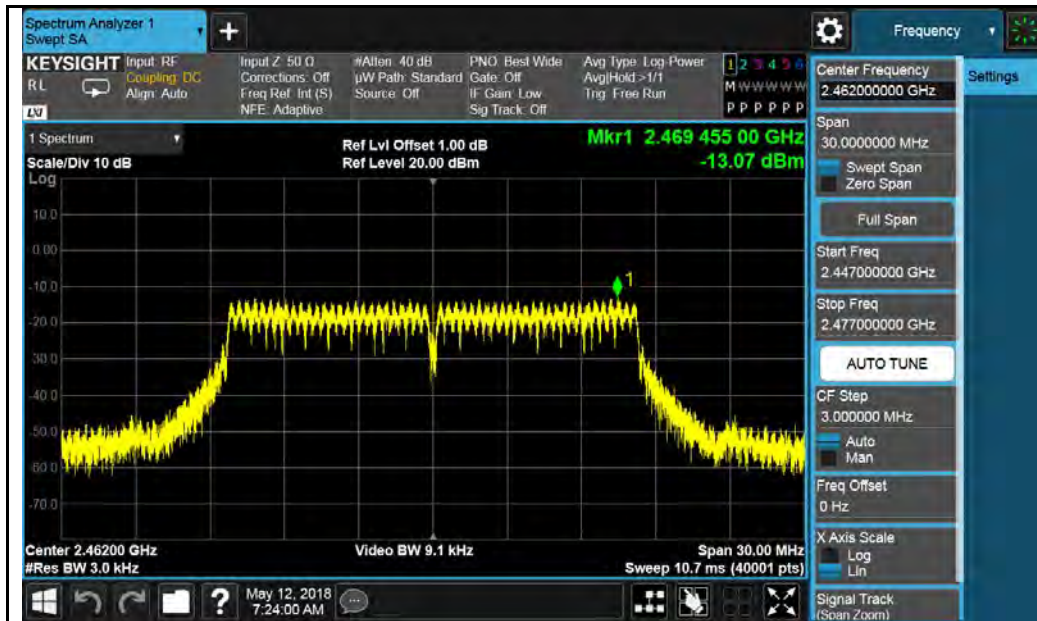 Spectrum Analyzer 1
Swept SA
+
Frequency
KEYSIGHT
RL
LXI
Input: RF
Coupling: DC
Align: Auto
Input Z: 50 Ω
Corrections: Off
Freq Ref: Int (S)
NFE: Adaptive
#Atten: 40 dB
µW Path: Standard
Source: Off
PNO: Best Wide
Gate: Off
IF Gain: Low
Sig Track: Off
Avg Type: Log-Power
Avg|Hold:>1/1
Trig: Free Run
1 2 3 4 5 6
M W W W W W
P P P P P P
Center Frequency
2.462000000 GHz
Settings
1 Spectrum
Scale/Div 10 dB
Log
Ref Lvl Offset 1.00 dB
Ref Level 20.00 dBm
Mkr1 2.469 455 00 GHz
-13.07 dBm
Span
30.0000000 MHz
Swept Span
Zero Span
Full Span
Start Freq
2.447000000 GHz
Stop Freq
2.477000000 GHz
AUTO TUNE
CF Step
3.000000 MHz
Auto
Man
Freq Offset
0 Hz
X Axis Scale
Log
Lin
Signal Track
(Span Zoom)
10.0
0.00
-10.0
-20.0
-30.0
-40.0
-50.0
-60.0
-70.0
1
Center 2.46200 GHz
#Res BW 3.0 kHz
Video BW 9.1 kHz
Span 30.00 MHz
Sweep 10.7 ms (40001 pts)
?
May 12, 2018
7:24:00 AM